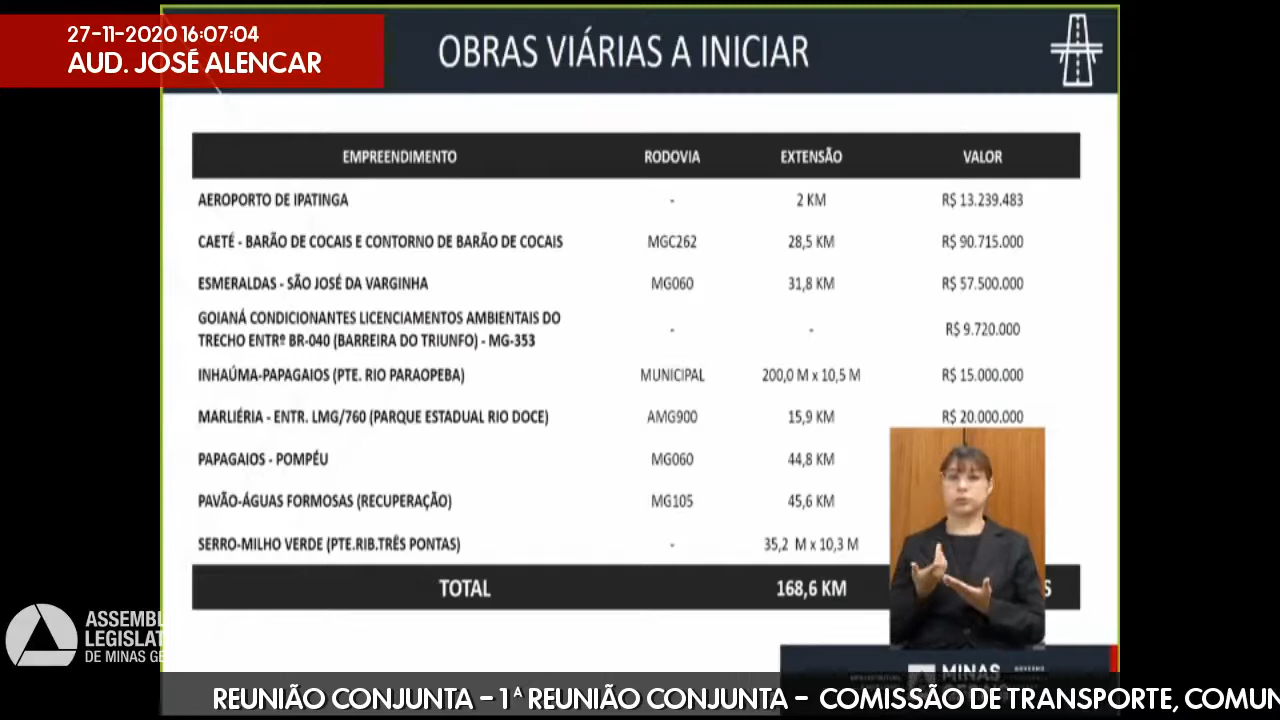 27-11-2020 16:07:04
AUD. JOSÉ ALENCAR
OBRAS VIÁRIAS A INICIAR
EMPREENDIMENTO RODOVIA EXTENSÃO VALOR
AEROPORTO DE IPATINGA - 2 KM R$ 13.239.483
CAETÉ - BARÃO DE COCAIS E CONTORNO DE BARÃO DE COCAIS MGC262 28,5 KM R$ 90.715.000
ESMERALDAS - SÃO JOSÉ DA VARGINHA MG060 31,8 KM R$ 57.500.000
GOIANÁ CONDICIONANTES LICENCIAMENTOS AMBIENTAIS DO
TRECHO ENTRº BR-040 (BARREIRA DO TRIUNFO) - MG-353 - - R$ 9.720.000
INHAÚMA-PAPAGAIOS (PTE. RIO PARAOPEBA) MUNICIPAL 200,0 M x 10,5 M R$ 15.000.000
MARLIÉRIA - ENTR. LMG/760 (PARQUE ESTADUAL RIO DOCE) AMG900 15,9 KM R$ 20.000.000
PAPAGAIOS - POMPÉU MG060 44,8 KM
PAVÃO-ÁGUAS FORMOSAS (RECUPERAÇÃO) MG105 45,6 KM
SERRO-MILHO VERDE (PTE.RIB.TRÊS PONTAS) - 35,2 M x 10,3 M
TOTAL 168,6 KM S
ASSEMBL
LEGISLAT
DE MINAS GE
MINAS
REUNIÃO CONJUNTA - 1ª REUNIÃO CONJUNTA - COMISSÃO DE TRANSPORTE, COMUN